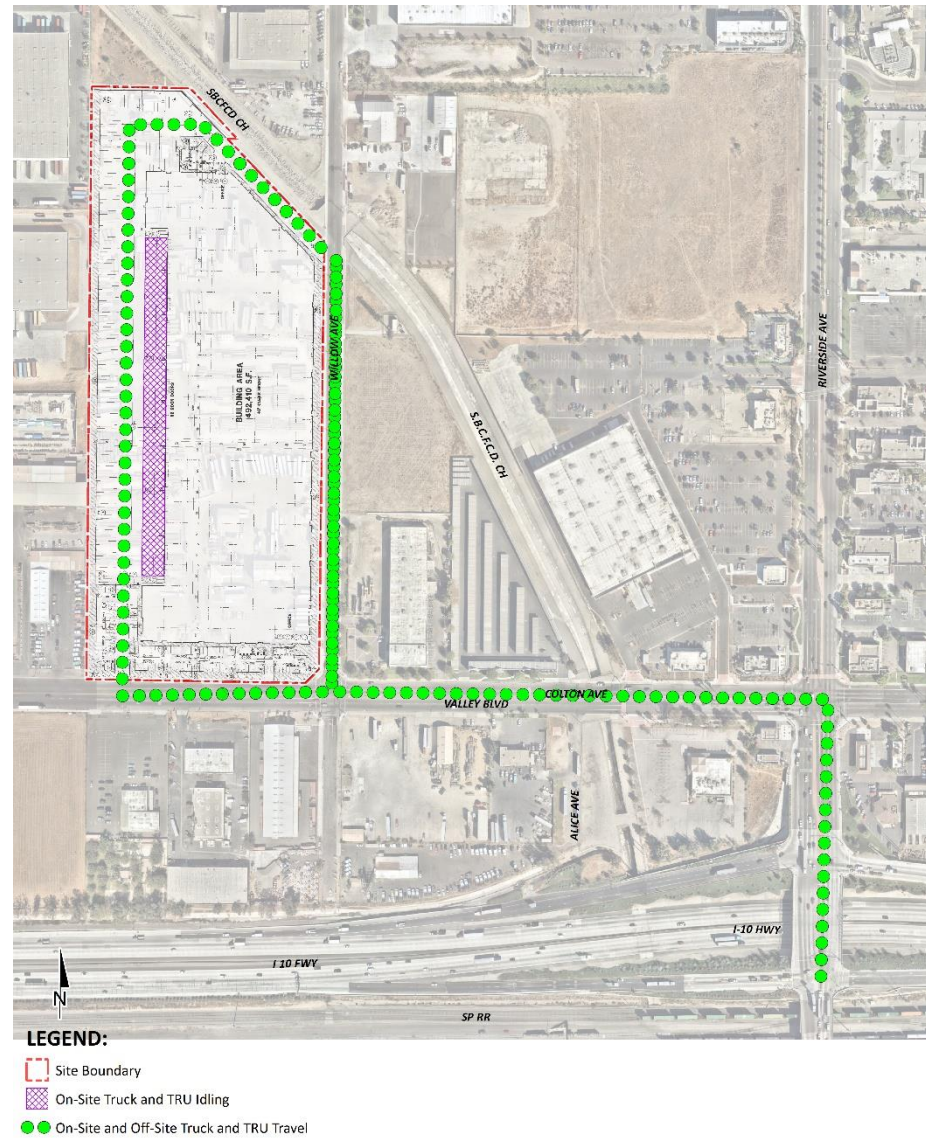 SBCFCD CH
WILLOW AVE
RIVERSIDE AVE
BUILDING AREA
492,410 S.F.
S.B.C.F.C.D. CH
COLTON AVE
VALLEY BLVD
ALICE AVE
I-10 HWY
I 10 FWY
N
SP RR
LEGEND:
Site Boundary
On-Site Truck and TRU Idling
On-Site and Off-Site Truck and TRU Travel